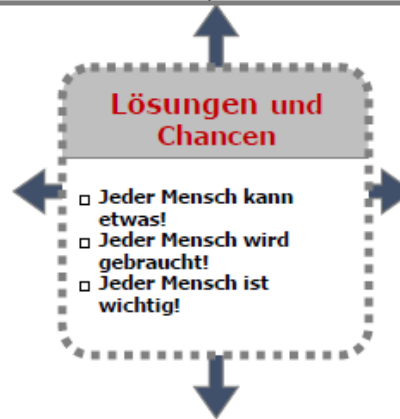 Lösungen und
Chancen
Jeder Mensch kann
etwas!
Jeder Mensch wird
gebraucht!
Jeder Mensch ist
wichtig!